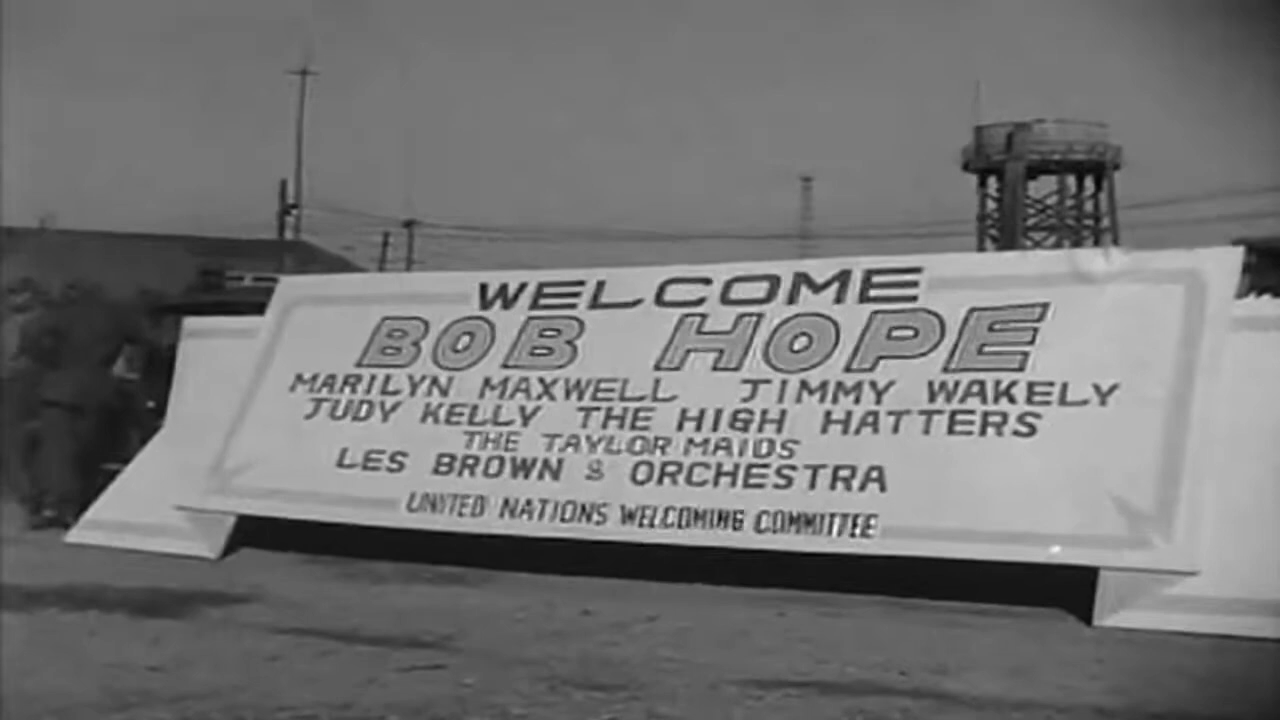 WELCOME
BOB HOPE
MARILYN MAXWELL JIMMY WAKELY
JUDY KELLY THE HIGH HATTERS
THE TAYLOR MAIDS
LES BROWN & ORCHESTRA
UNITED NATIONS WELCOMING COMMITTEE